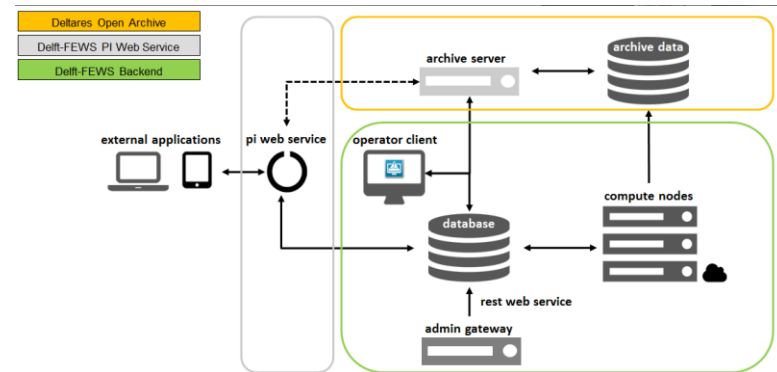 Deltares Open Archive
Delft-FEWS PI Web Service
Delft-FEWS Backend
archive server
archive data
external applications
pi web service
operator client
compute nodes
database
rest web service
admin gateway